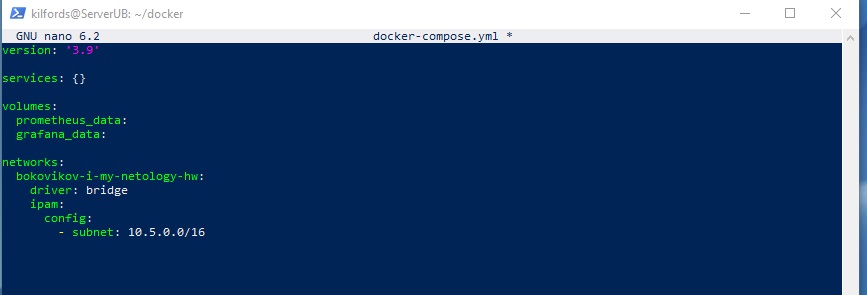 kilfords@ServerUB: ~/docker
GNU nano 6.2 docker-compose.yml *
version: '3.9'
services: {}
volumes:
prometheus_data:
grafana_data:
networks:
bokovikov-i-my-netology-hw:
driver: bridge
ipam:
config:
- subnet: 10.5.0.0/16